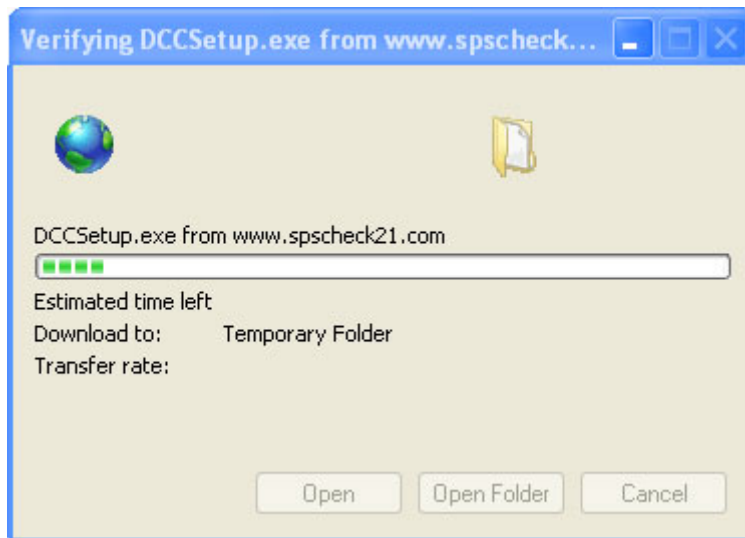 Verifying DCCSetup.exe from www.spscheck...
DCCSetup.exe from www.spscheck21.com
Estimated time left
Download to: Temporary Folder
Transfer rate:
Open Open Folder Cancel